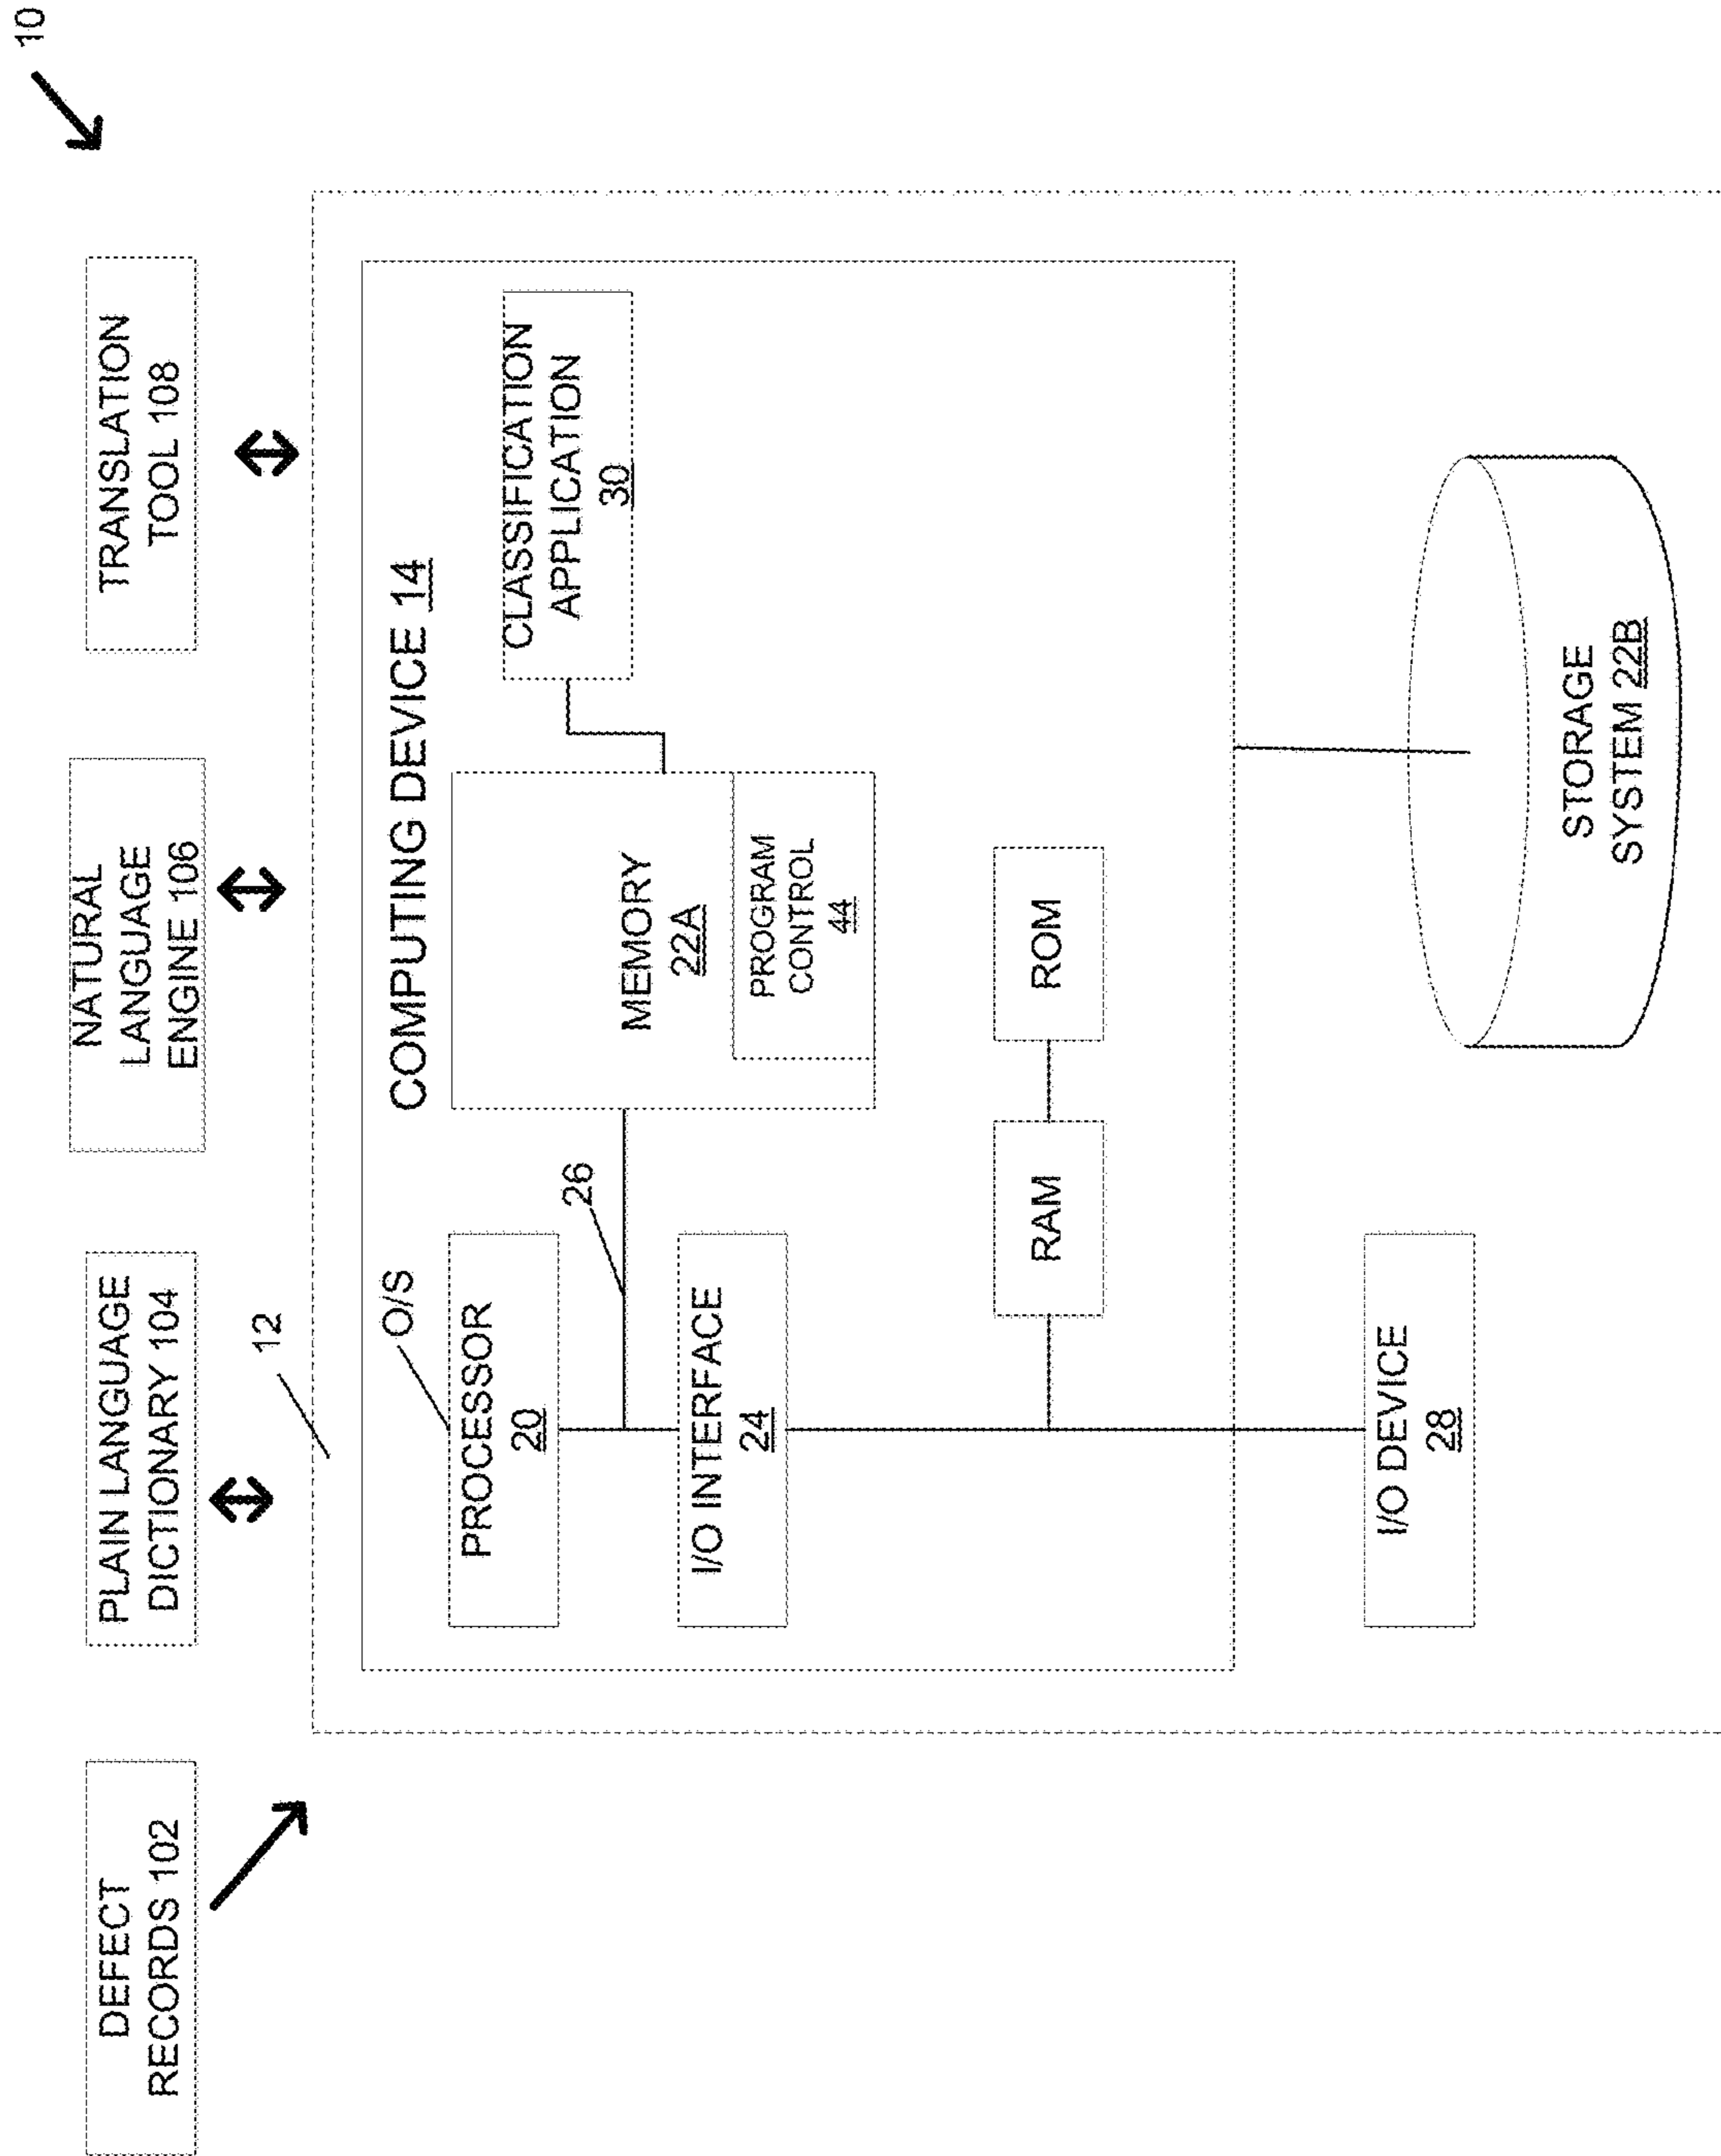 10
DEFECT
RECORDS 102
PLAIN LANGUAGE
DICTIONARY 104
NATURAL
LANGUAGE
ENGINE 106
TRANSLATION
TOOL 108
12
COMPUTING DEVICE 14
O/S
PROCESSOR
20
26
MEMORY
22A
PROGRAM
CONTROL
44
CLASSIFICATION
APPLICATION
30
I/O INTERFACE
24
RAM
ROM
I/O DEVICE
28
STORAGE
SYSTEM 22B